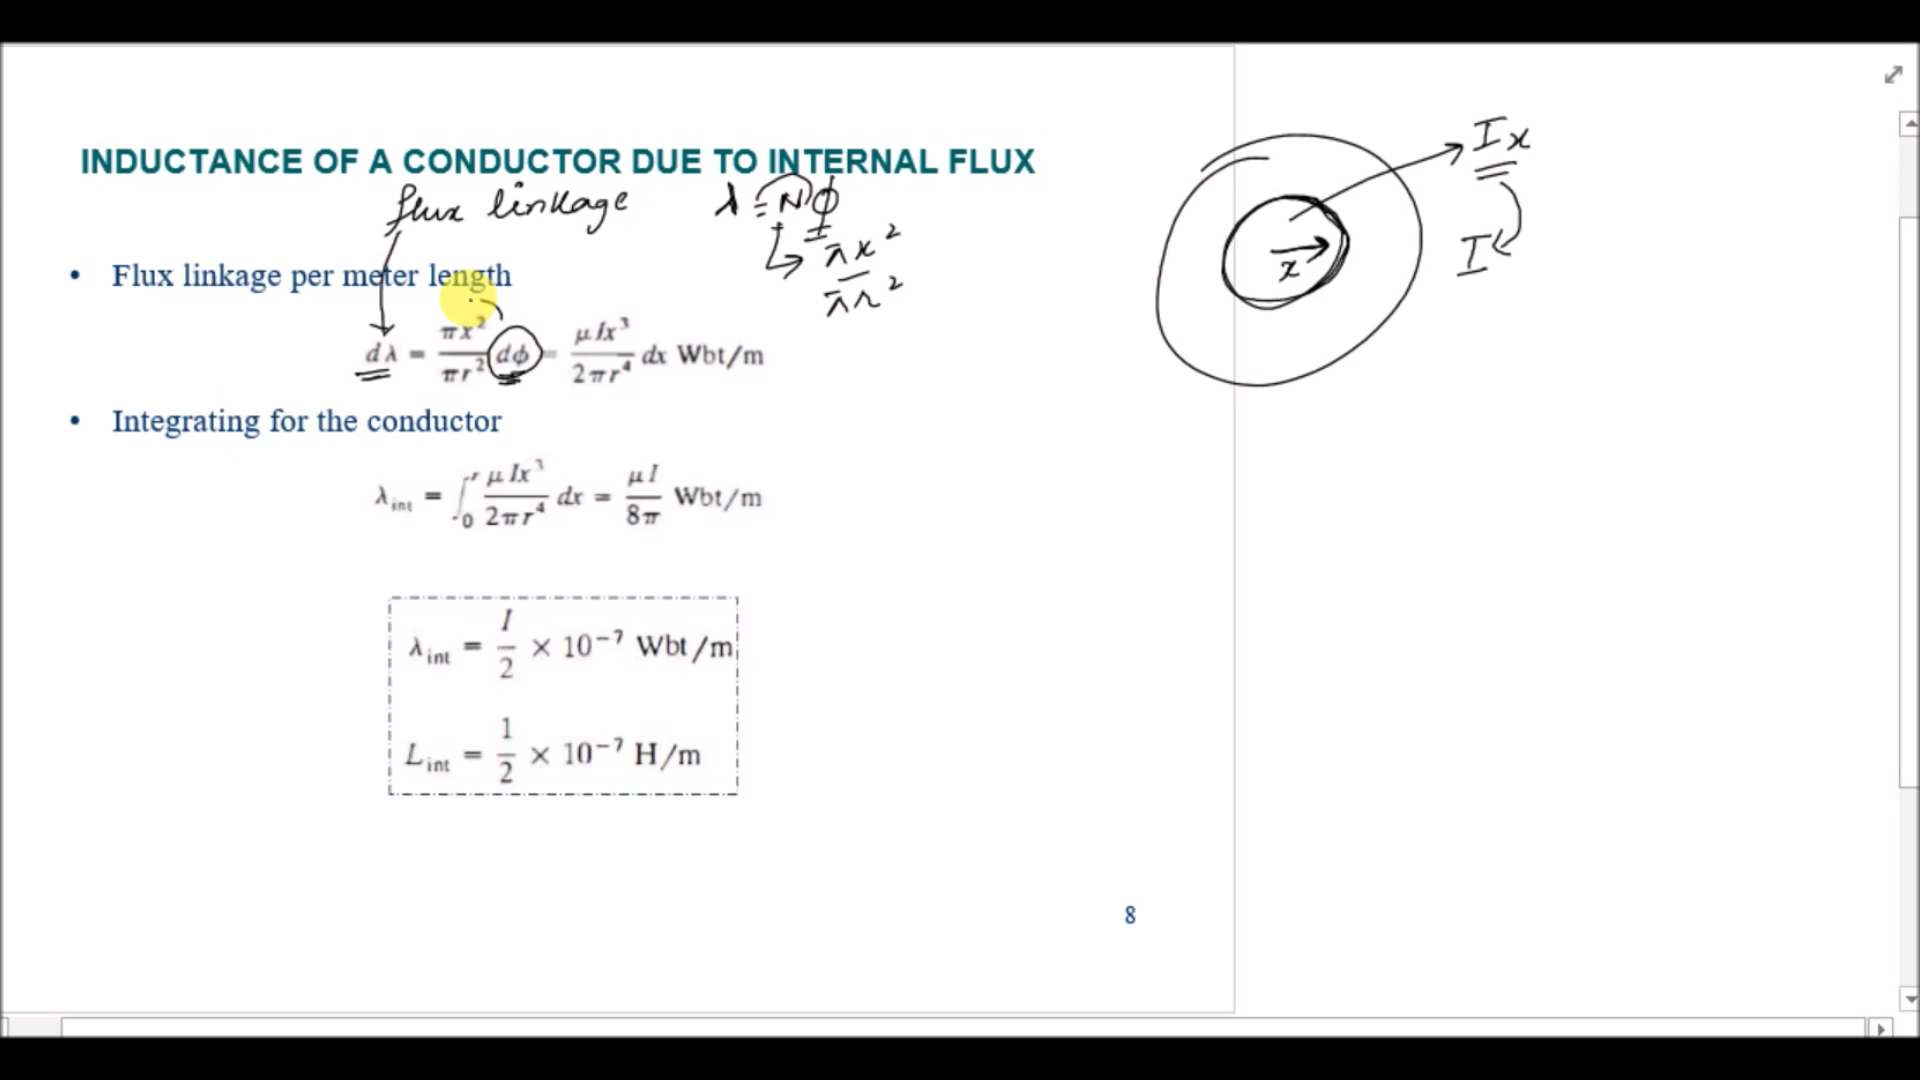 INDUCTANCE OF A CONDUCTOR DUE TO INTERNAL FLUX
flux linkage λ = Nφ
I
πx²
πr²
• Flux linkage per meter length
dλ = πx²/πr² dφ = μIx³/2πr⁴ dx Wbt/m
• Integrating for the conductor
λint = ∫₀ʳ μIx³/2πr⁴ dx = μI/8π Wbt/m
λint = I/2 × 10⁻⁷ Wbt/m
Lint = 1/2 × 10⁻⁷ H/m
8
Ix
I
x